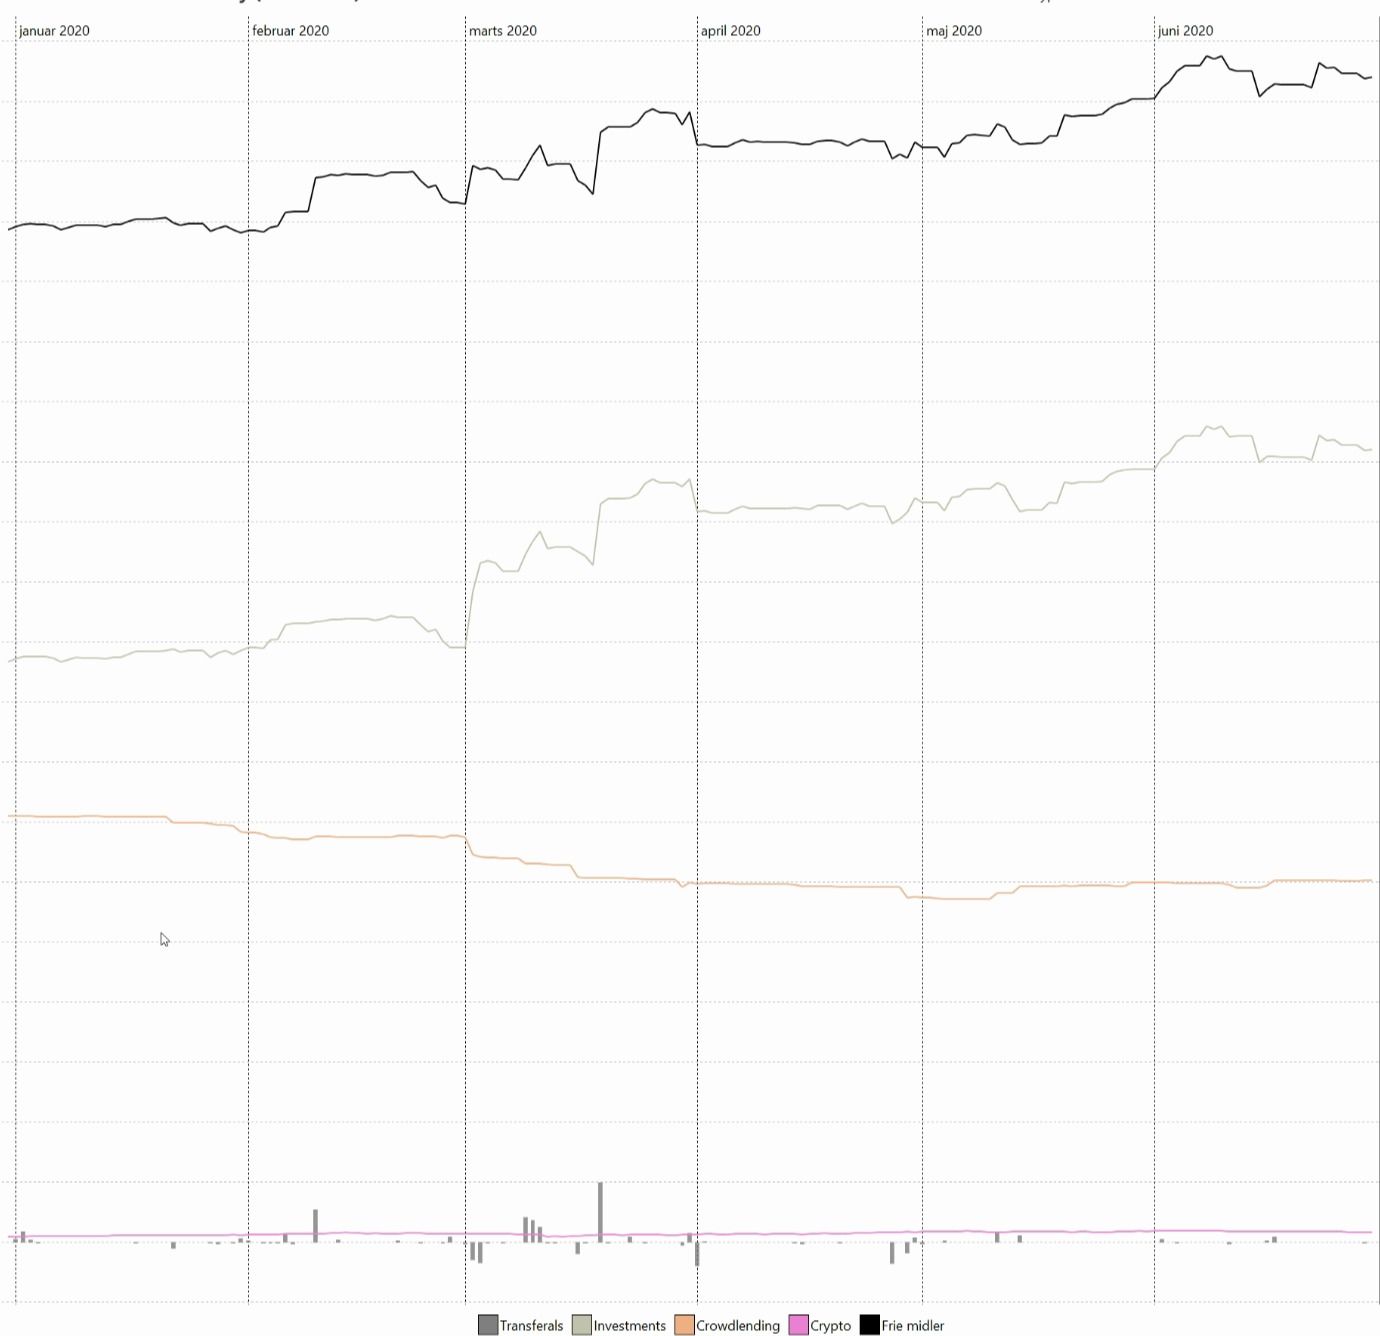 januar 2020
februar 2020
marts 2020
april 2020
maj 2020
juni 2020
Transferals
Investments
Crowdlending
Crypto
Frie midler